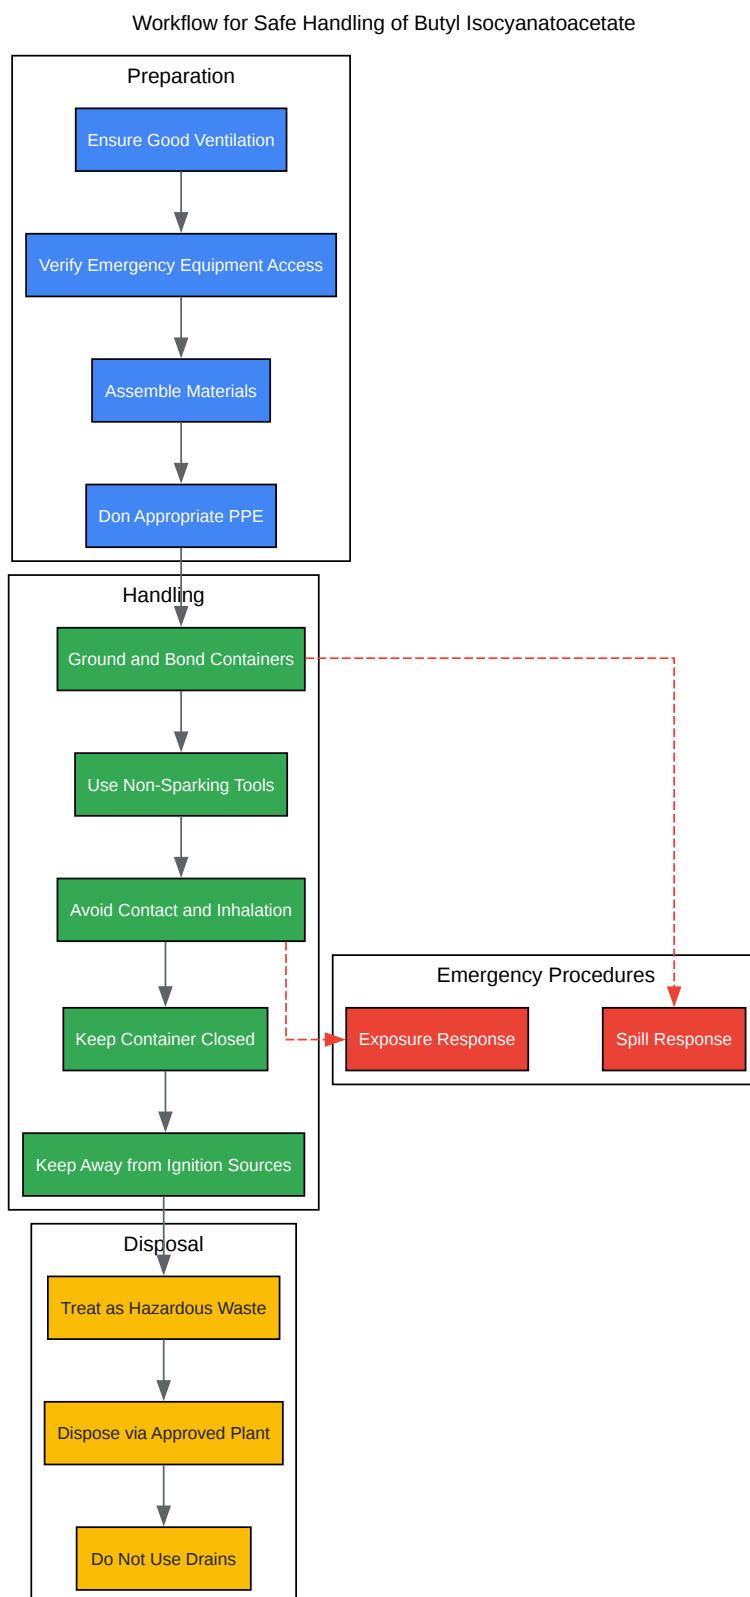 Workflow for Safe Handling of Butyl Isocyanatoacetate
Preparation
Ensure Good Ventilation
Verify Emergency Equipment Access
Assemble Materials
Don Appropriate PPE
Handling
Ground and Bond Containers
Use Non-Sparking Tools
Avoid Contact and Inhalation
Keep Container Closed
Keep Away from Ignition Sources
Emergency Procedures
Exposure Response
Spill Response
Disposal
Treat as Hazardous Waste
Dispose via Approved Plant
Do Not Use Drains